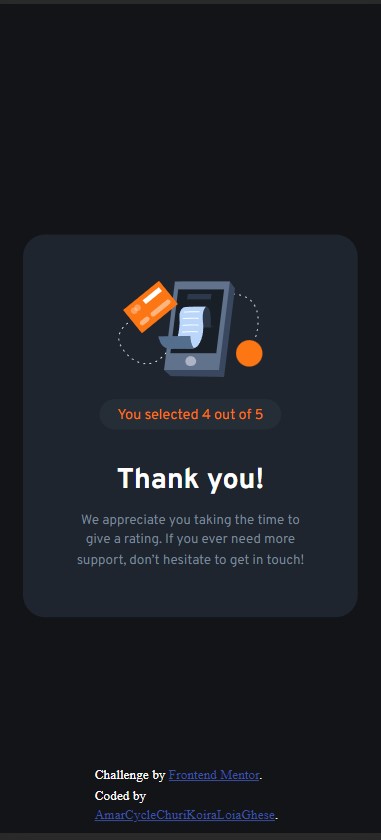 You selected 4 out of 5
Thank you!
We appreciate you taking the time to
give a rating. If you ever need more
support, don't hesitate to get in touch!
Challenge by Frontend Mentor.
Coded by
AmarCycleChuriKoiraLoiaGhese.